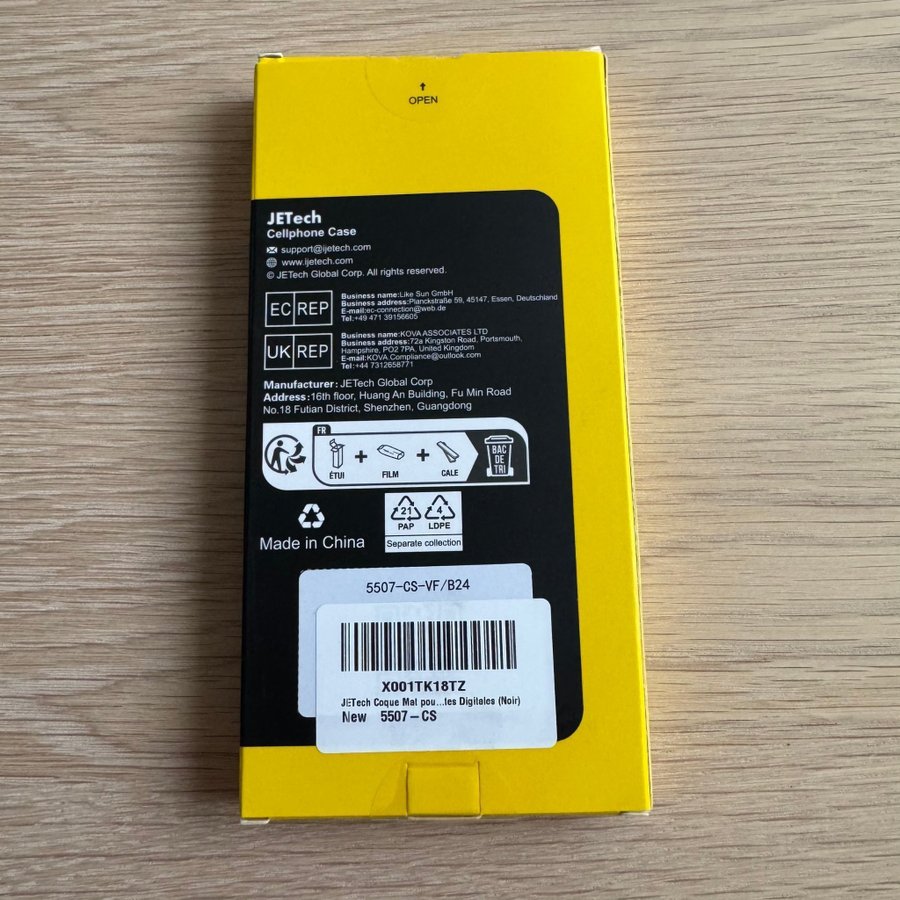 OPEN
JETech
Cellphone Case
support@ijetech.com
www.ijetech.com
© JETech Global Corp. All rights reserved.
EC REP
Business name:Like Sun GmbH
Business address:Planckstraße 59, 45147, Essen, Deutschland
E-mail:ec-connection@web.de
Tel:+49 471 39156605
UK REP
Business name:KOVA ASSOCIATES LTD
Business address:72a Kingston Road, Portsmouth,
Hampshire, PO2 7PA, United Kingdom
E-mail:KOVA.Compliance@outlook.com
Tel:+44 7312658771
Manufacturer: JETech Global Corp
Address:16th floor, Huang An Building, Fu Min Road
No.18 Futian District, Shenzhen, Guangdong
FR
ÉTUI + FILM + CALE
BAC
DE
TRI
21 4
PAP LDPE
Separate collection
Made in China
5507-CS-VF/B24
X001TK18TZ
JETech Coque Mat pou...tes Digitales (Noir)
New 5507-CS